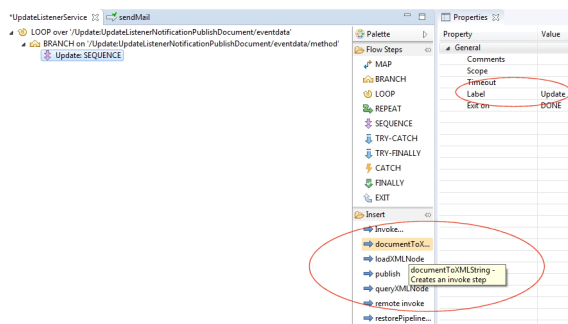 *UpdateListenerService
sendMail
LOOP over '/Update:UpdateListenerNotificationPublishDocument/eventdata'
BRANCH on '/Update:UpdateListenerNotificationPublishDocument/eventdata/method'
Update: SEQUENCE
Palette
Flow Steps
MAP
BRANCH
LOOP
REPEAT
SEQUENCE
TRY-CATCH
TRY-FINALLY
CATCH
FINALLY
EXIT
Insert
Invoke...
documentToX...
loadXMLNode
publish
queryXMLNode
remote invoke
restorePipeline...
documentToXMLString -
Creates an invoke step
Properties
Property Value
General
Comments
Scope
Timeout
Label Update
Exit on DONE